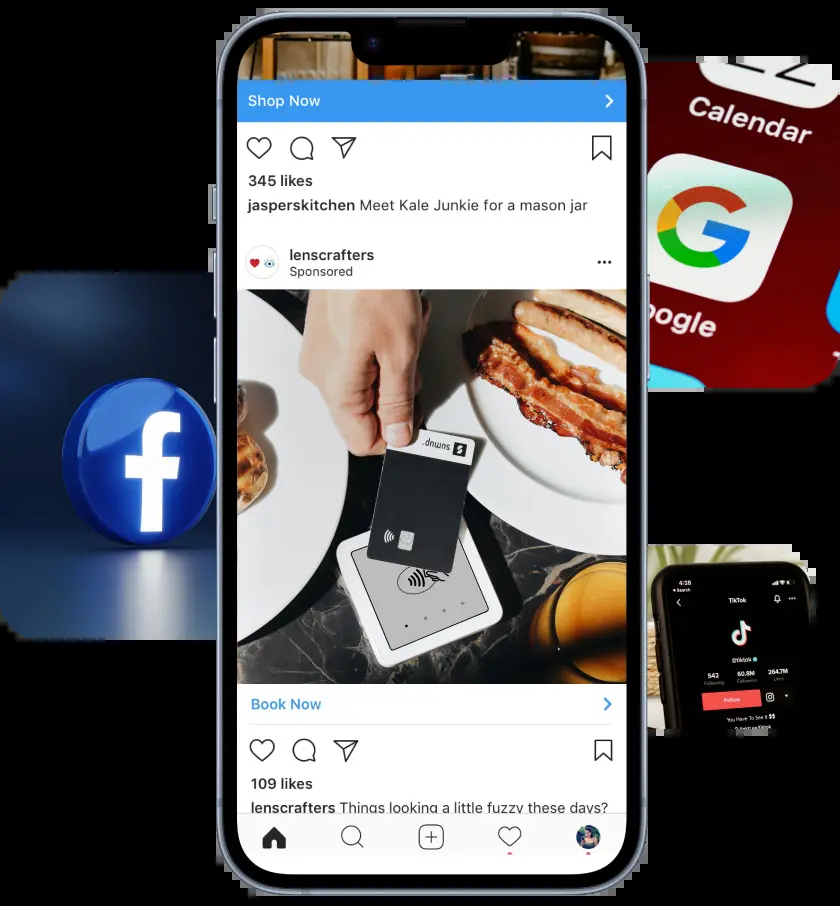 Shop Now
345 likes
jasperskitchen Meet Kale Junkie for a mason jar
lenscrafters
Sponsored
sumup
Book Now
109 likes
lenscrafters Things looking a little fuzzy these days?
22
Calendar
oogle
4:38
Search
TikTok
@tiktok
542
60.8M
264.7M
Following
Followers
Likes
Follow
You Have To See It